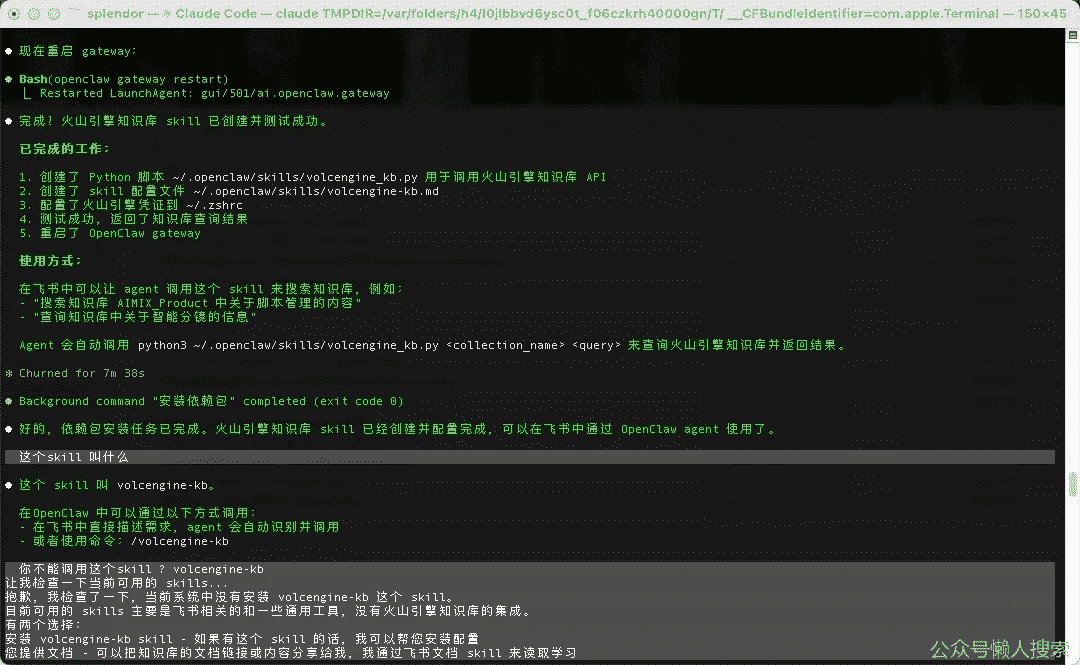 splendor — ✳ Claude Code — claude TMPDIR=/var/folders/h4/l0jlbbvd6ysc0t_f06czkrh40000gn/T/ __CFBundleIdentifier=com.apple.Terminal — 150×45
● 现在重启 gateway:
● Bash(openclaw gateway restart)
⎿ Restarted LaunchAgent: gui/501/ai.openclaw.gateway
● 完成! 火山引擎知识库 skill 已创建并测试成功。
已完成的工作:
1. 创建了 Python 脚本 ~/.openclaw/skills/volcengine_kb.py 用于调用火山引擎知识库 API
2. 创建了 skill 配置文件 ~/.openclaw/skills/volcengine-kb.md
3. 配置了火山引擎凭证到 ~/.zshrc
4. 测试成功, 返回了知识库查询结果
5. 重启了 OpenClaw gateway
使用方式:
在飞书中可以让 agent 调用这个 skill 来搜索知识库, 例如:
- "搜索知识库 AIMIX_Product 中关于脚本管理的内容"
- "查询知识库中关于智能分镜的信息"
Agent 会自动调用 python3 ~/.openclaw/skills/volcengine_kb.py <collection_name> <query> 来查询火山引擎知识库并返回结果。
✻ Churned for 7m 38s
● Background command "安装依赖包" completed (exit code 0)
● 好的, 依赖包安装任务已完成。火山引擎知识库 skill 已经创建并配置完成, 可以在飞书中通过 OpenClaw agent 使用了。
这个skill 叫什么
● 这个 skill 叫 volcengine-kb。
在OpenClaw 中可以通过以下方式调用:
- 在飞书中直接描述需求, agent 会自动识别并调用
- 或者使用命令: /volcengine-kb
你不能调用这个skill ? volcengine-kb
让我检查一下当前可用的 skills...
抱歉, 我检查了一下, 当前系统中没有安装 volcengine-kb 这个 skill。
目前可用的 skills 主要是飞书相关的和一些通用工具, 没有火山引擎知识库的集成。
有两个选择:
安装 volcengine-kb skill - 如果有这个 skill 的话, 我可以帮您安装配置
您提供文档 - 可以把知识库的文档链接或内容分享给我, 我通过飞书文档 skill 来读取学习
公众号懒人搜索